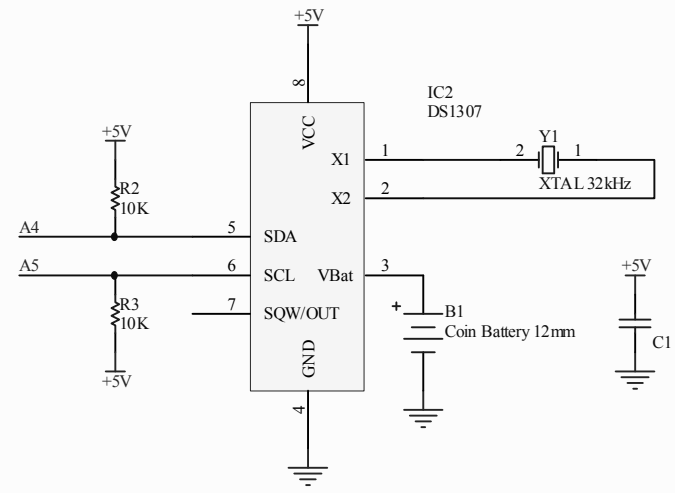 +5V
8
IC2
DS1307
VCC
+5V
X1
1
2
Y1
1
R2
10K
X2
2
XTAL 32kHz
A4
5
SDA
A5
6
SCL
VBat
3
+5V
R3
10K
7
SQW/OUT
+
B1
Coin Battery 12mm
C1
GND
+5V
4